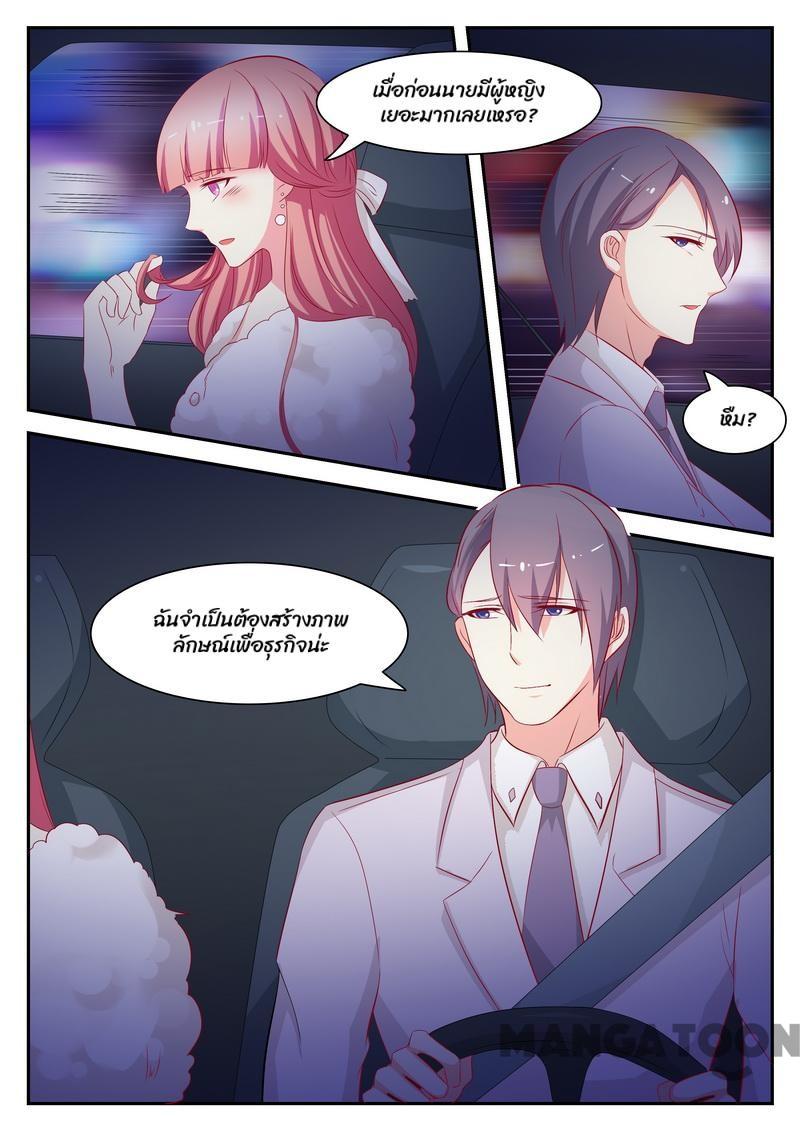 เมื่อก่อนนายมีผู้หญิง
เยอะมากเลยเหรอ?
หืม?
ฉันจำเป็นต้องสร้างภาพ
ลักษณ์เพื่อธุรกิจน่ะ
MANGATOON